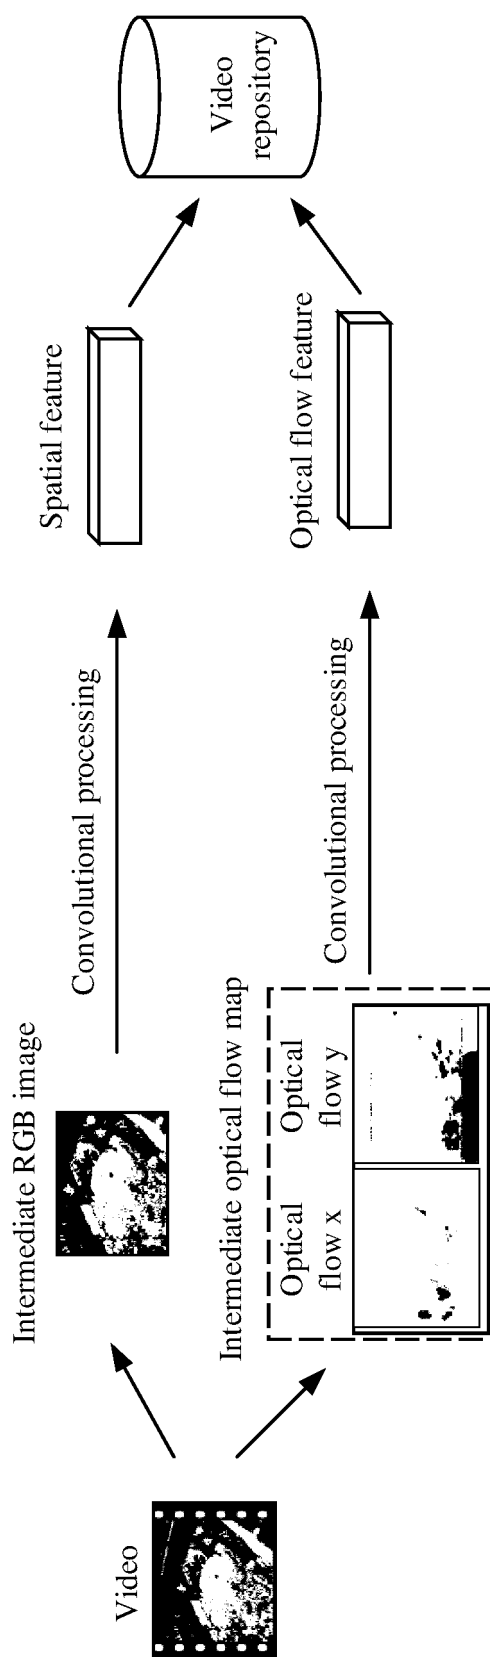 Video
Intermediate RGB image
Convolutional processing
Spatial feature
Intermediate optical flow map
Optical
flow x
Optical
flow y
Convolutional processing
Optical flow feature
Video
repository